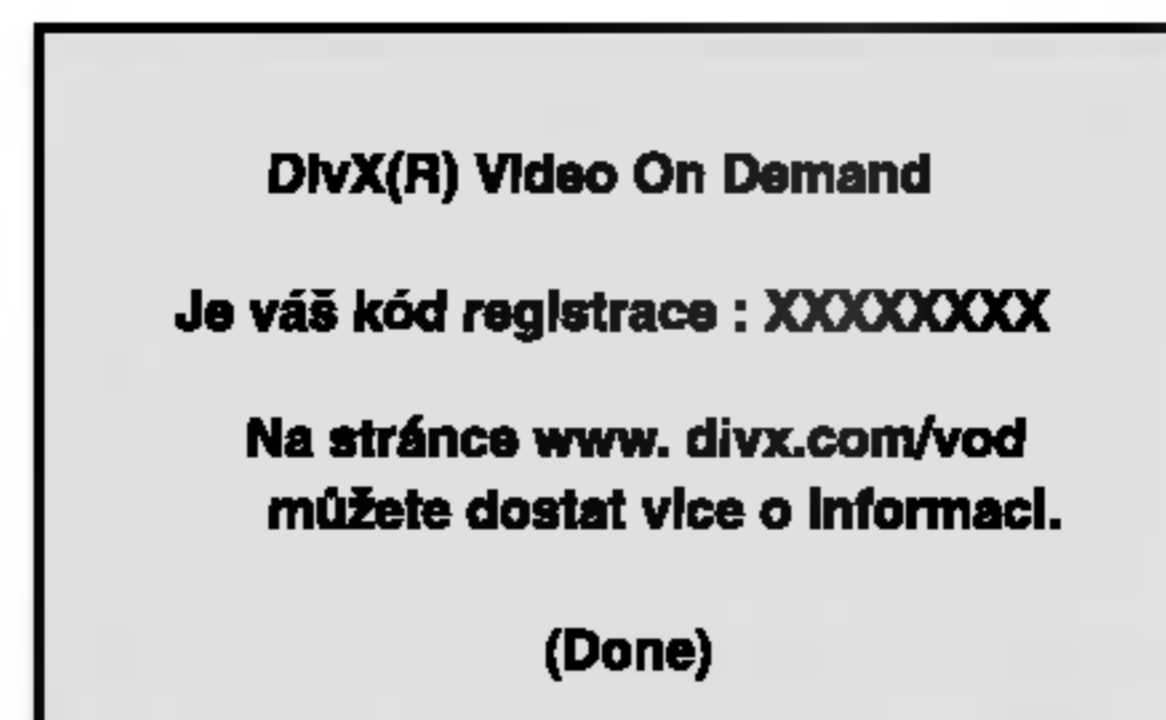 DivX(R) Video On Demand
Je váš kód registrace : XXXXXXXX
Na stránce www. divx.com/vod
můžete dostat více o informaci.
(Done)